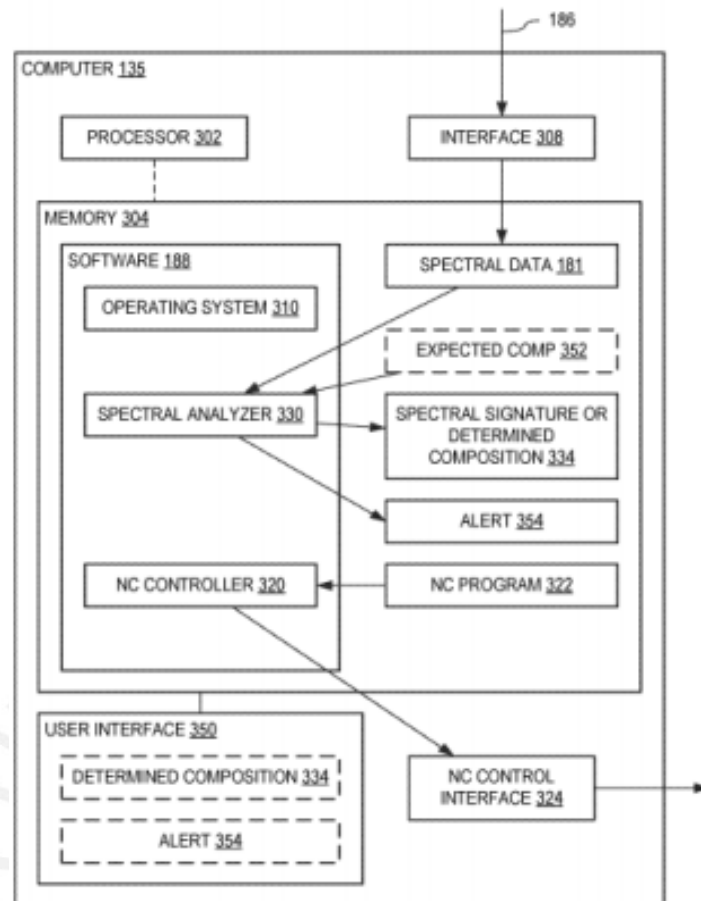 186
COMPUTER 135
PROCESSOR 302
INTERFACE 308
MEMORY 304
SOFTWARE 188
SPECTRAL DATA 181
OPERATING SYSTEM 310
EXPECTED COMP 352
SPECTRAL ANALYZER 330
SPECTRAL SIGNATURE OR
DETERMINED
COMPOSITION 334
ALERT 354
NC CONTROLLER 320
NC PROGRAM 322
USER INTERFACE 350
DETERMINED COMPOSITION 334
ALERT 354
NC CONTROL
INTERFACE 324